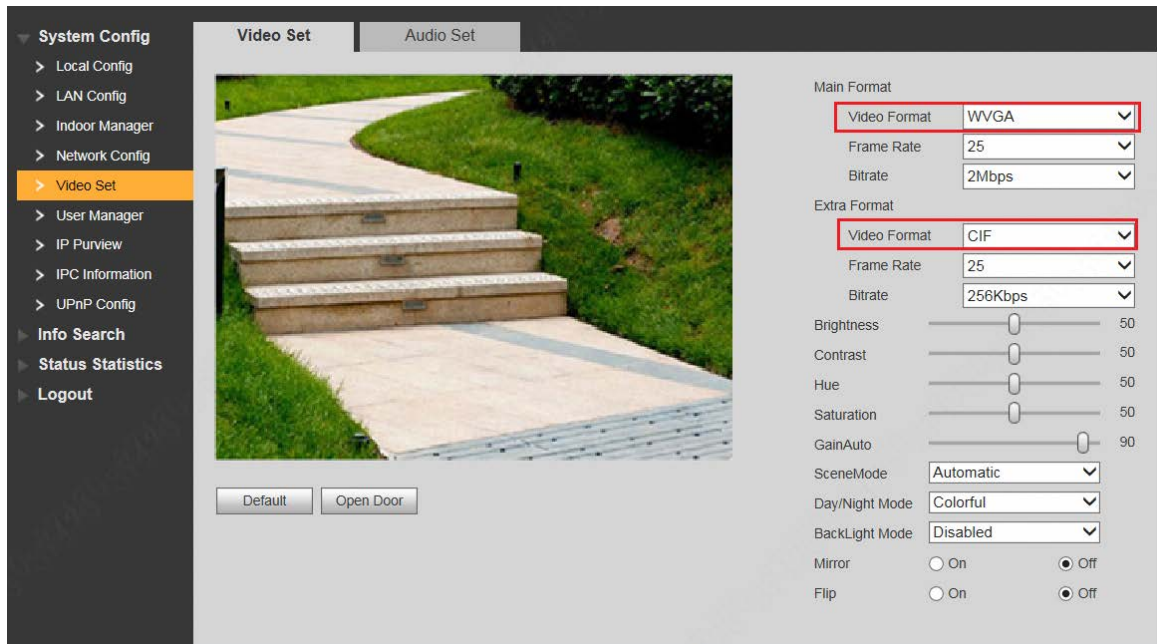 System Config
Local Config
LAN Config
Indoor Manager
Network Config
Video Set
User Manager
IP Purview
IPC Information
UPnP Config
Info Search
Status Statistics
Logout
Video Set Audio Set
Default Open Door
Main Format
Video Format WVGA
Frame Rate 25
Bitrate 2Mbps
Extra Format
Video Format CIF
Frame Rate 25
Bitrate 256Kbps
Brightness 50
Contrast 50
Hue 50
Saturation 50
GainAuto 90
SceneMode Automatic
Day/Night Mode Colorful
BackLight Mode Disabled
Mirror On Off
Flip On Off